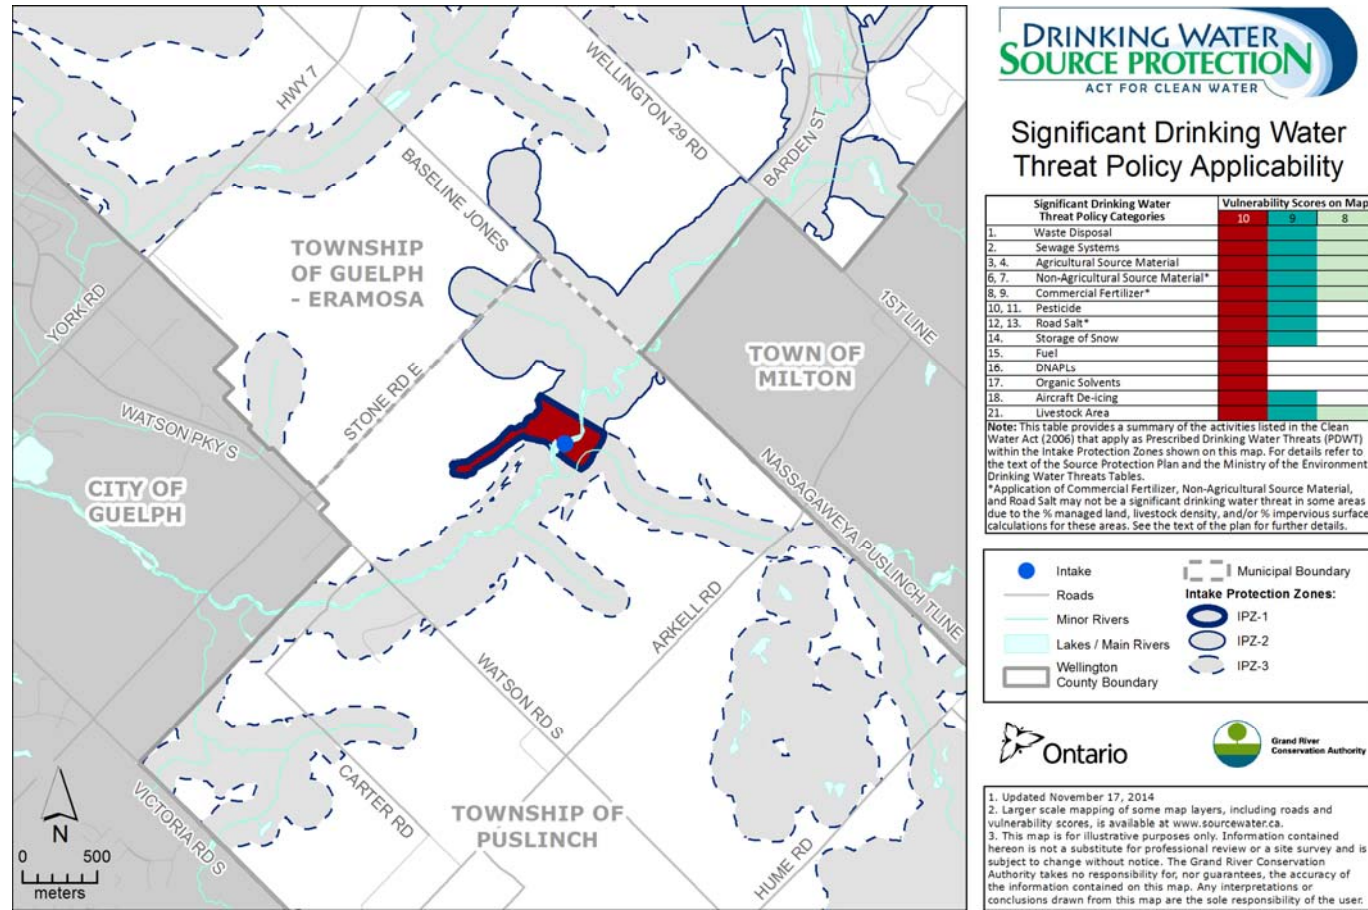 HWY 7
WELLINGTON 29 RD
BARDEN ST
BASELINE JONES
TOWNSHIP
OF GUELPH
- ERAMOSA
YORK RD
1ST LINE
TOWN OF
MILTON
STONE RD E
WATSON PKY S
CITY OF
GUELPH
NASSAGAWEYA PUSLINCH TLINE
ARKELL RD
WATSON RD S
CARTER RD
VICTORIA RD S
TOWNSHIP OF
PUSLINCH
HUME RD
N
0 500
meters
DRINKING WATER
SOURCE PROTECTION
ACT FOR CLEAN WATER
Significant Drinking Water
Threat Policy Applicability
Significant Drinking Water
Threat Policy Categories
Vulnerability Scores on Map
10 9 8
1. Waste Disposal
2. Sewage Systems
3, 4. Agricultural Source Material
6, 7. Non-Agricultural Source Material*
8, 9. Commercial Fertilizer*
10, 11. Pesticide
12, 13. Road Salt*
14. Storage of Snow
15. Fuel
16. DNAPLs
17. Organic Solvents
18. Aircraft De-icing
21. Livestock Area
Note: This table provides a summary of the activities listed in the Clean
Water Act (2006) that apply as Prescribed Drinking Water Threats (PDWT)
within the Intake Protection Zones shown on this map. For details refer to
the text of the Source Protection Plan and the Ministry of the Environment
Drinking Water Threats Tables.
*Application of Commercial Fertilizer, Non-Agricultural Source Material,
and Road Salt may not be a significant drinking water threat in some areas
due to the % managed land, livestock density, and/or % impervious surface
calculations for these areas. See the text of the plan for further details.
Intake
Roads
Minor Rivers
Lakes / Main Rivers
Wellington
County Boundary
Municipal Boundary
Intake Protection Zones:
IPZ-1
IPZ-2
IPZ-3
Ontario
Grand River
Conservation Authority
1. Updated November 17, 2014
2. Larger scale mapping of some map layers, including roads and
vulnerability scores, is available at www.sourcewater.ca.
3. This map is for illustrative purposes only. Information contained
hereon is not a substitute for professional review or a site survey and is
subject to change without notice. The Grand River Conservation
Authority takes no responsibility for, nor guarantees, the accuracy of
the information contained on this map. Any interpretations or
conclusions drawn from this map are the sole responsibility of the user.